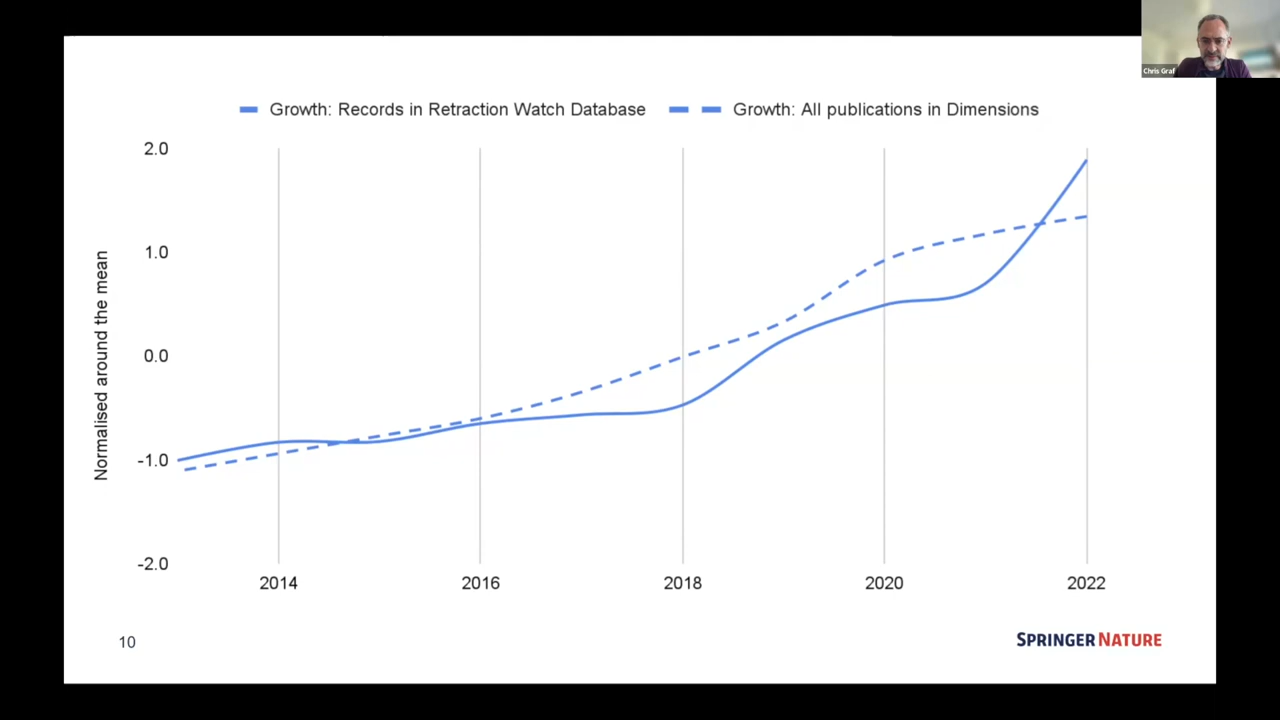 Chris Graf
Growth: Records in Retraction Watch Database
Growth: All publications in Dimensions
2.0
1.0
0.0
-1.0
-2.0
Normalised around the mean
2014
2016
2018
2020
2022
10
SPRINGER NATURE